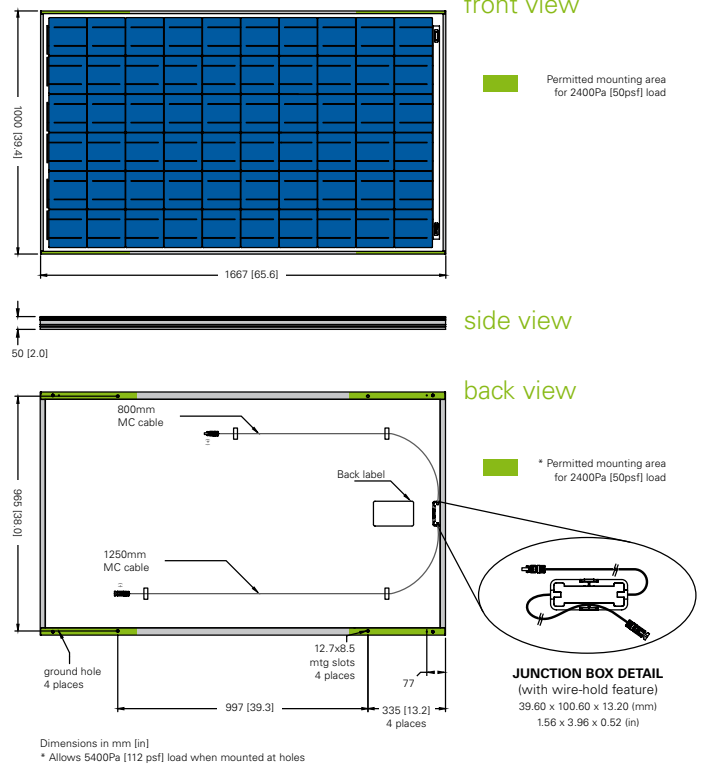 front view
Permitted mounting area
for 2400Pa [50psf] load
1000 [39.4]
1667 [65.6]
side view
50 [2.0]
back view
800mm
MC cable
Back label
* Permitted mounting area
for 2400Pa [50psf] load
965 [38.0]
1250mm
MC cable
ground hole
4 places
12.7x8.5
mtg slots
4 places
77
997 [39.3]
335 [13.2]
4 places
JUNCTION BOX DETAIL
(with wire-hold feature)
39.60 x 100.60 x 13.20 (mm)
1.56 x 3.96 x 0.52 (in)
Dimensions in mm [in]
* Allows 5400Pa [112 psf] load when mounted at holes